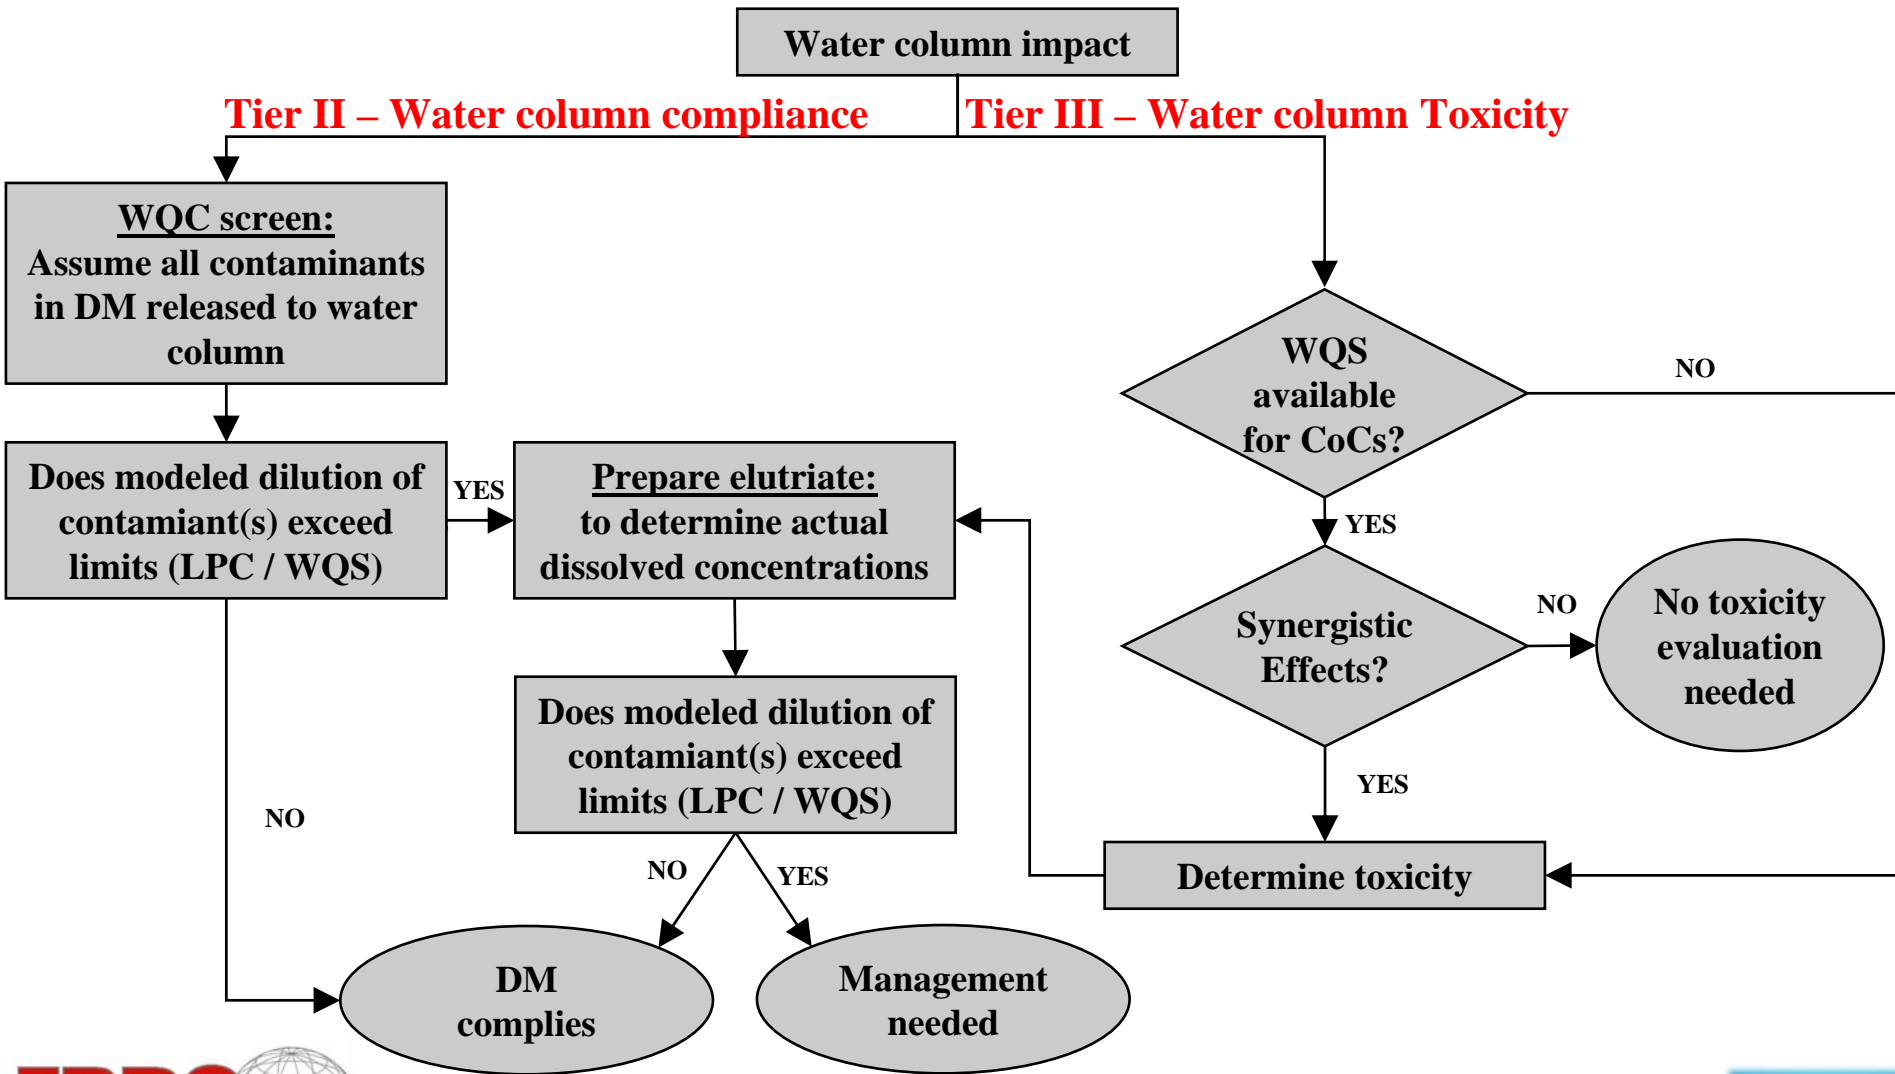 Water column impact
Tier II – Water column compliance
Tier III – Water column Toxicity
WQC screen:
Assume all contaminants
in DM released to water
column
WQS
available
for CoCs?
NO
Does modeled dilution of
contamiant(s) exceed
limits (LPC / WQS)
YES
Prepare elutriate:
to determine actual
dissolved concentrations
YES
Synergistic
Effects?
NO
No toxicity
evaluation
needed
Does modeled dilution of
contamiant(s) exceed
limits (LPC / WQS)
YES
NO
NO
YES
Determine toxicity
DM
complies
Management
needed